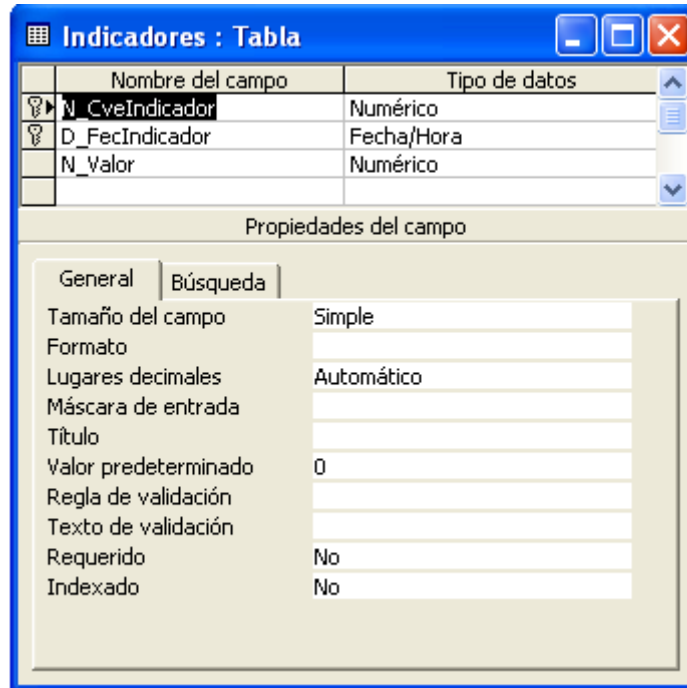 Indicadores : Tabla
Nombre del campo Tipo de datos
N_CveIndicador Numérico
D_FecIndicador Fecha/Hora
N_Valor Numérico
Propiedades del campo
General Búsqueda
Tamaño del campo Simple
Formato
Lugares decimales Automático
Máscara de entrada
Título
Valor predeterminado 0
Regla de validación
Texto de validación
Requerido No
Indexado No